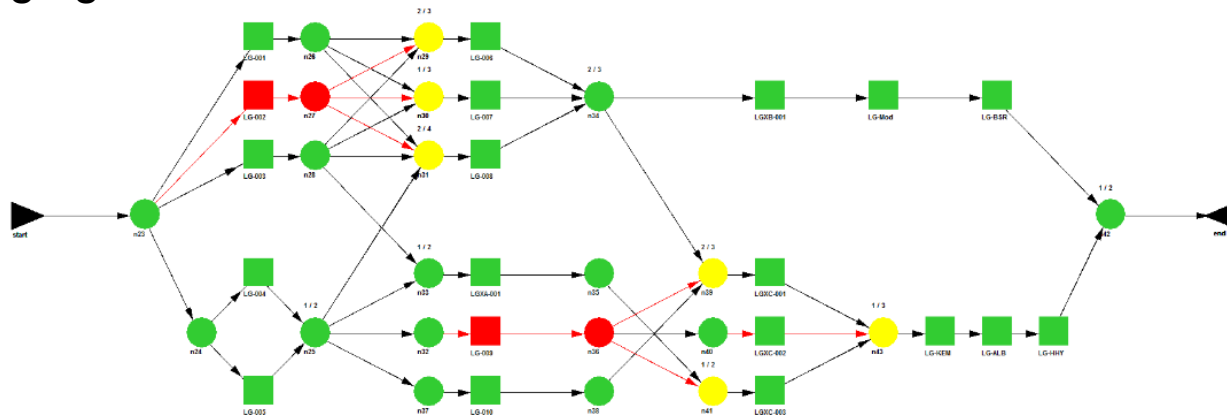 2 / 3
LG-001
n26
n29
LG-006
1 / 3
2 / 3
LG-002
n27
n30
LG-007
n34
LGXB-001
LG-Mod
LG-BSR
2 / 4
LG-003
n28
n31
LG-008
1 / 2
start
n23
n42
end
1 / 2
2 / 3
LG-004
n33
LGXA-001
n35
n39
LGXC-001
1 / 2
1 / 3
n24
n25
n32
LG-009
n36
n40
LGXC-002
n43
LG-KEM
LG-ALB
LG-HHY
1 / 2
LG-005
n37
LG-010
n38
n41
LGXC-003